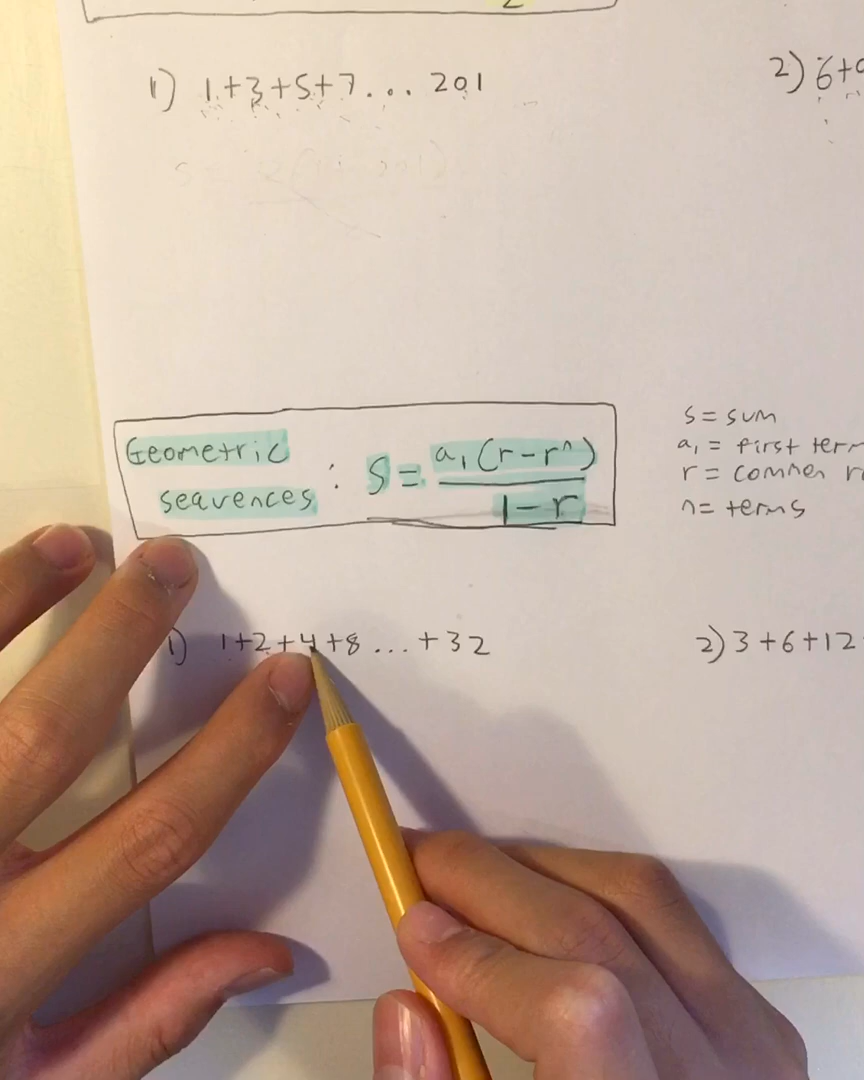 1) 1+3+5+7... 201
2) 6+
Geometric
seavences : S = a₁(r-rⁿ)
1-r
s = sum
a₁ = first term
r = common r
n = terms
1) 1+2+4+8...+32
2) 3+6+12